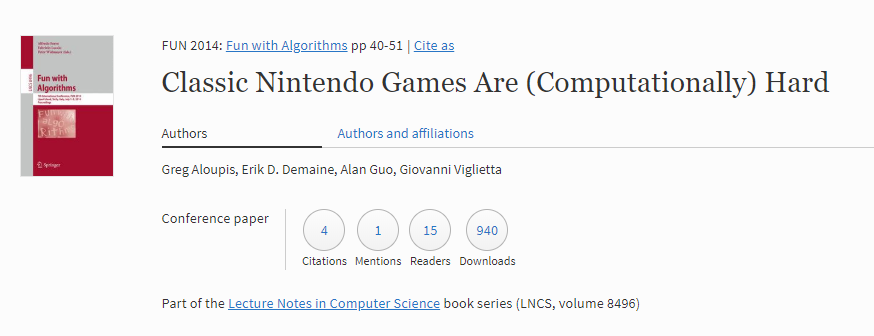 FUN 2014: Fun with Algorithms pp 40-51 | Cite as
Classic Nintendo Games Are (Computationally) Hard
Authors
Authors and affiliations
Greg Aloupis, Erik D. Demaine, Alan Guo, Giovanni Viglietta
Conference paper
4
1
15
940
Citations
Mentions
Readers
Downloads
Part of the Lecture Notes in Computer Science book series (LNCS, volume 8496)
Fun with
Algorithms
Springer